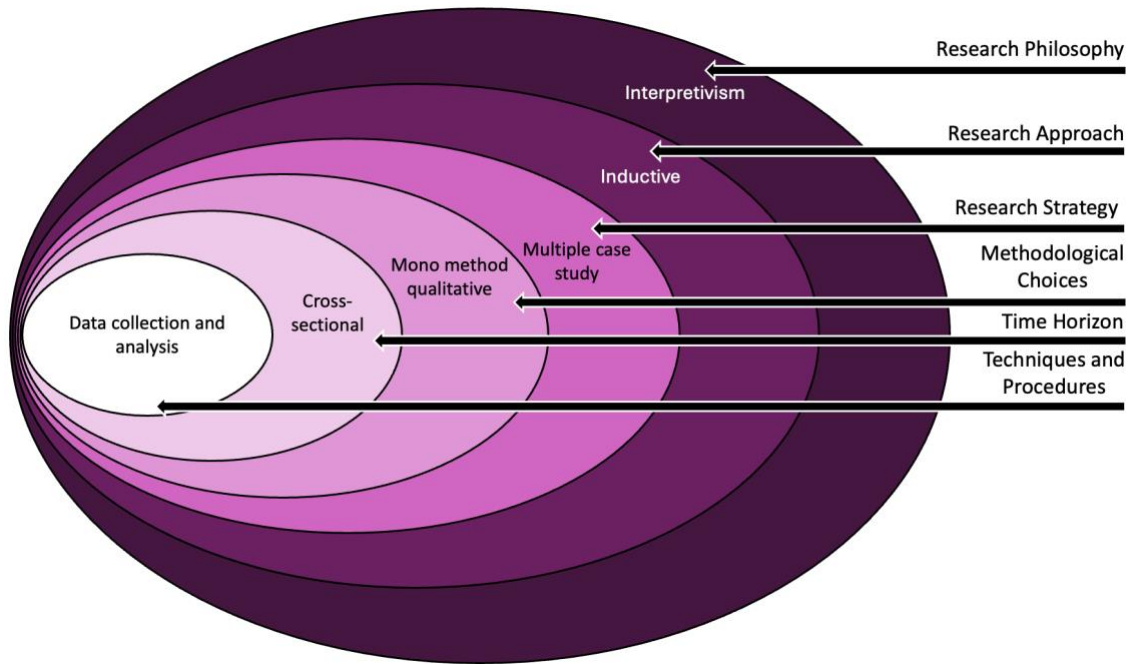 Research Philosophy
Interpretivism
Research Approach
Inductive
Research Strategy
Multiple case
study
Methodological
Choices
Mono method
qualitative
Time Horizon
Cross-
sectional
Techniques and
Procedures
Data collection and
analysis